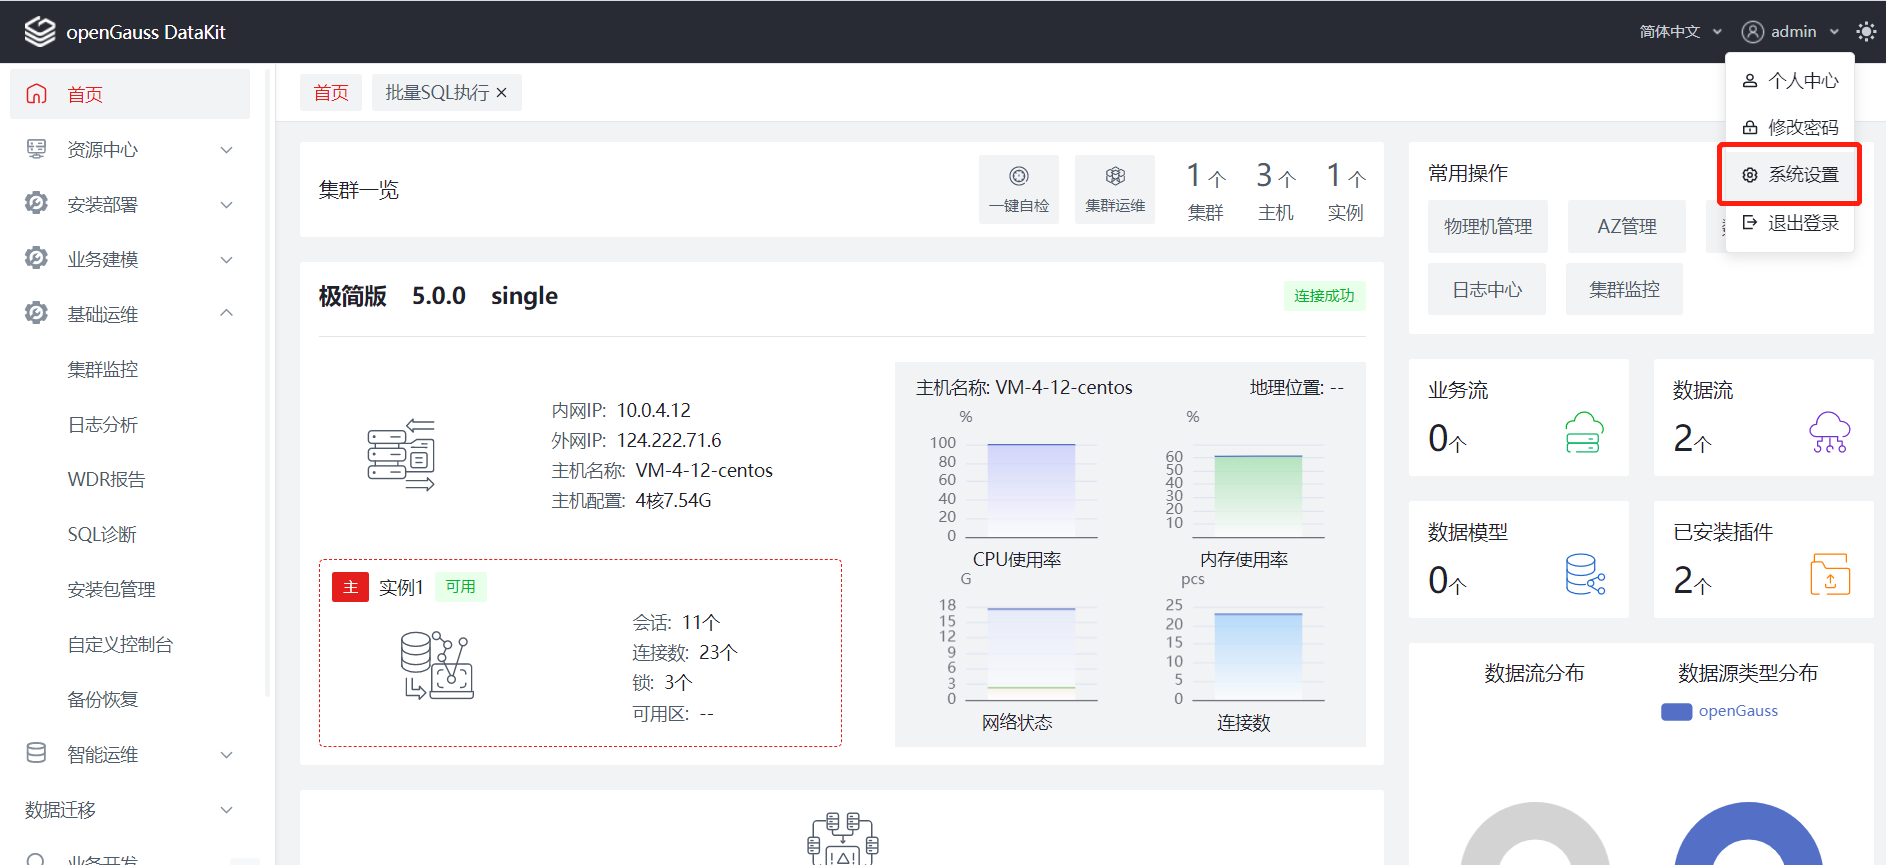 openGauss DataKit
简体中文
admin
首页
资源中心
安装部署
业务建模
基础运维
集群监控
日志分析
WDR报告
SQL诊断
安装包管理
自定义控制台
备份恢复
智能运维
数据迁移
业务开发
首页
批量SQL执行
个人中心
修改密码
系统设置
退出登录
集群一览
一键自检
集群运维
1个
集群
3个
主机
1个
实例
极简版 5.0.0 single
连接成功
内网IP: 10.0.4.12
外网IP: 124.222.71.6
主机名称: VM-4-12-centos
主机配置: 4核7.54G
主 实例1 可用
会话: 11个
连接数: 23个
锁: 3个
可用区: --
主机名称: VM-4-12-centos
地理位置: --
%
100
80
60
40
20
0
CPU使用率
%
60
50
40
30
20
10
内存使用率
G
18
15
12
9
6
3
0
网络状态
pcs
25
20
15
10
5
0
连接数
常用操作
物理机管理
AZ管理
日志中心
集群监控
业务流
0个
数据流
2个
数据模型
0个
已安装插件
2个
数据流分布
数据源类型分布
openGauss